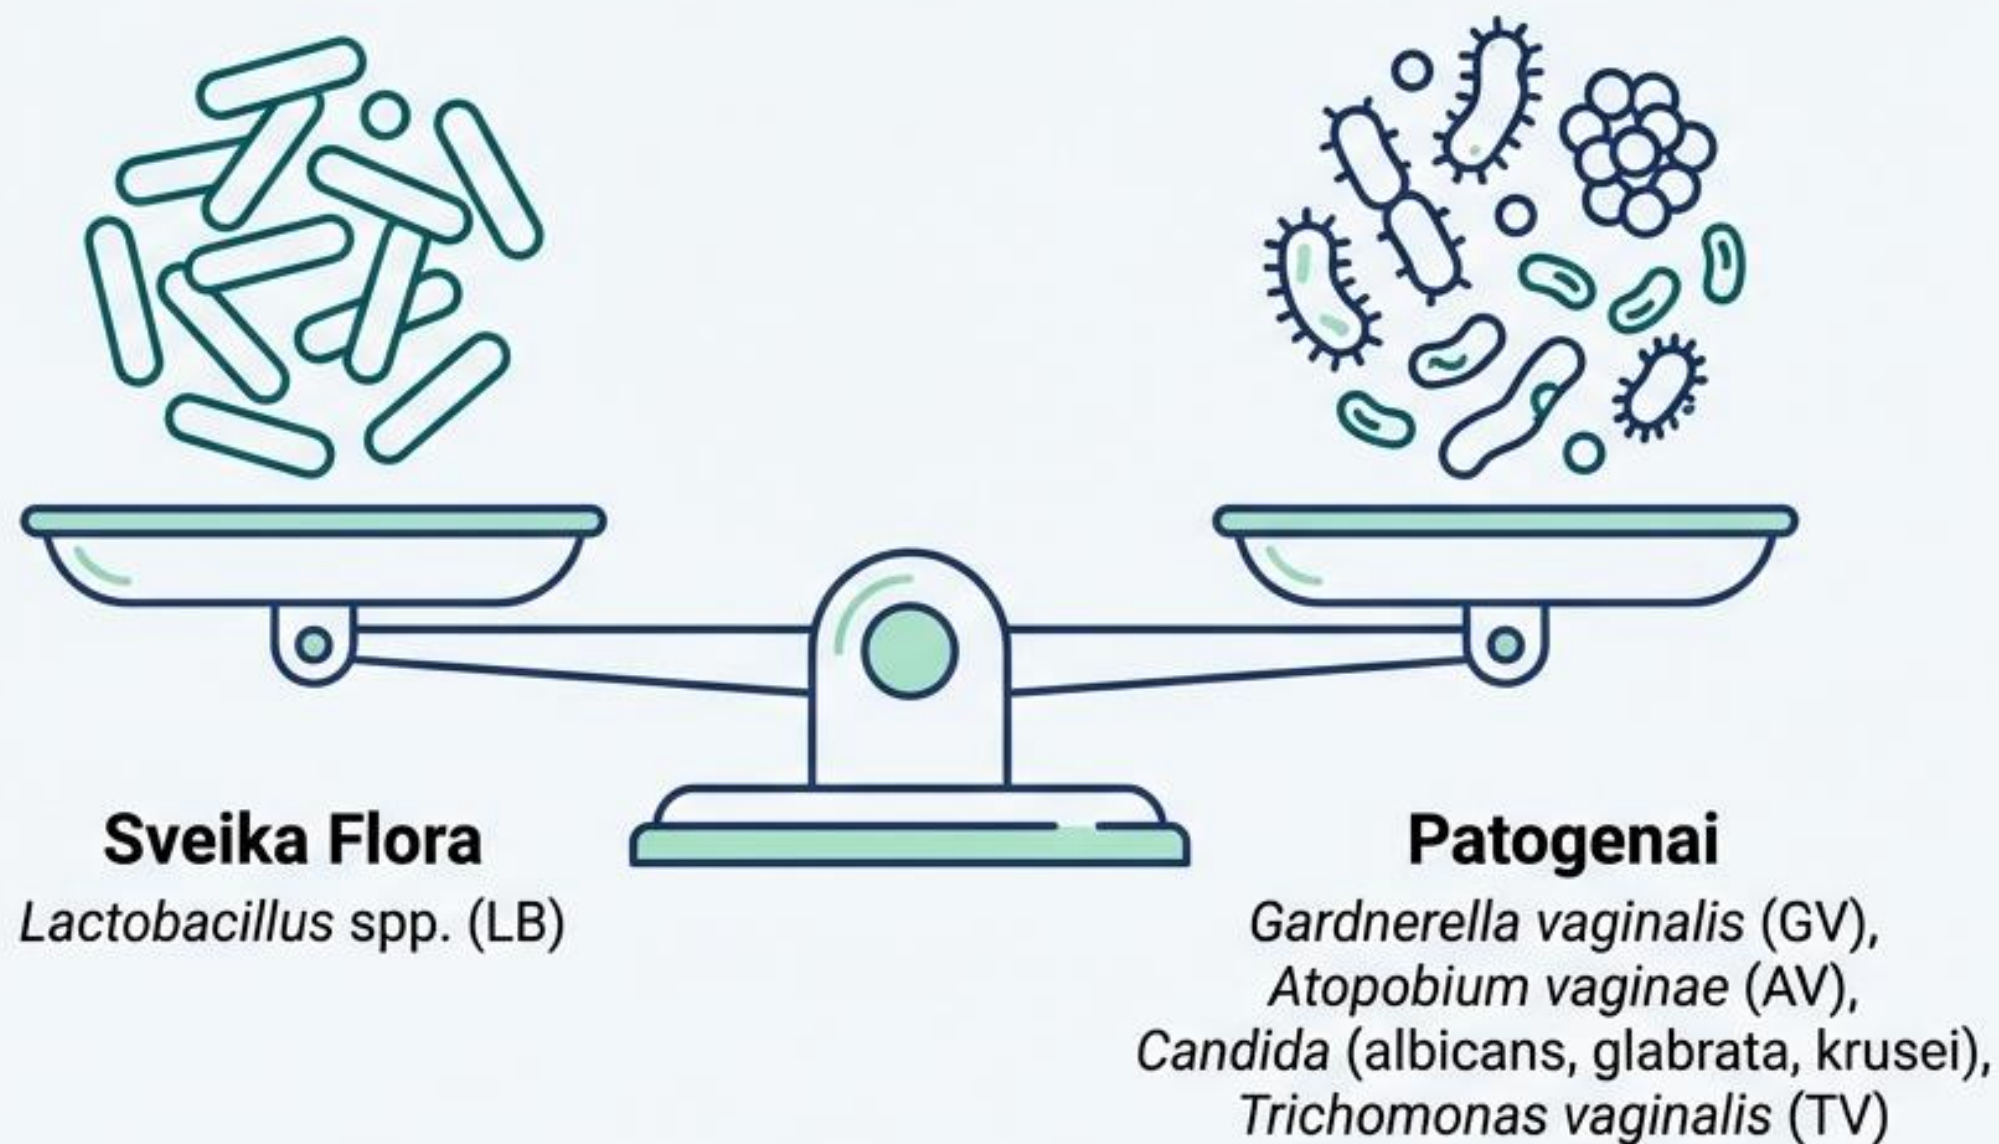 Sveika Flora
Lactobacillus spp. (LB)
Patogenai
Gardnerella vaginalis (GV),
Atopobium vaginae (AV),
Candida (albicans, glabrata, krusei),
Trichomonas vaginalis (TV)